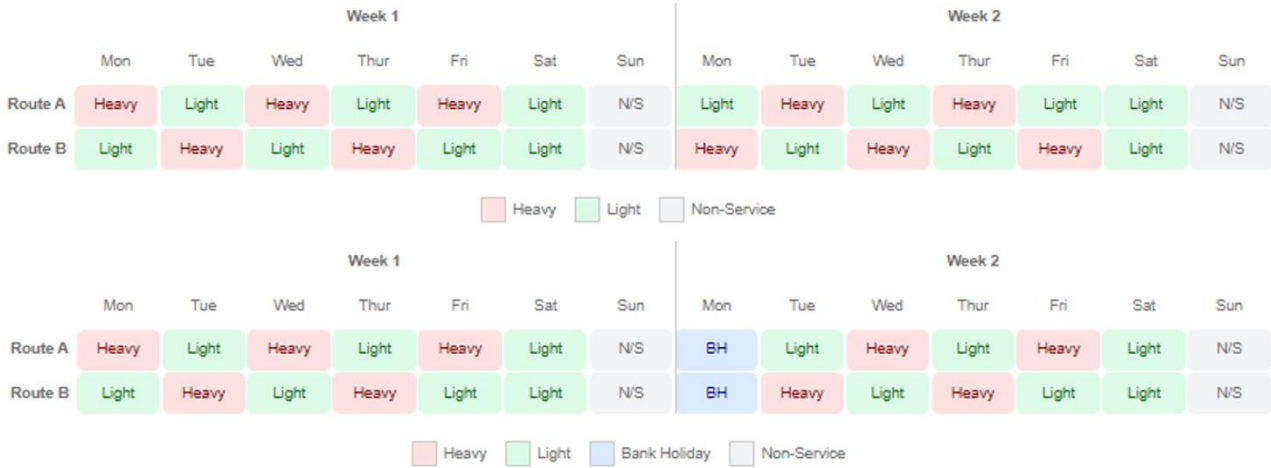 Week 1 Week 2
Mon Tue Wed Thur Fri Sat Sun Mon Tue Wed Thur Fri Sat Sun
Route A Heavy Light Heavy Light Heavy Light N/S Light Heavy Light Heavy Light Light N/S
Route B Light Heavy Light Heavy Light Light N/S Heavy Light Heavy Light Heavy Light N/S
Heavy Light Non-Service
Week 1 Week 2
Mon Tue Wed Thur Fri Sat Sun Mon Tue Wed Thur Fri Sat Sun
Route A Heavy Light Heavy Light Heavy Light N/S BH Light Heavy Light Heavy Light N/S
Route B Light Heavy Light Heavy Light Light N/S BH Heavy Light Heavy Light Light N/S
Heavy Light Bank Holiday Non-Service